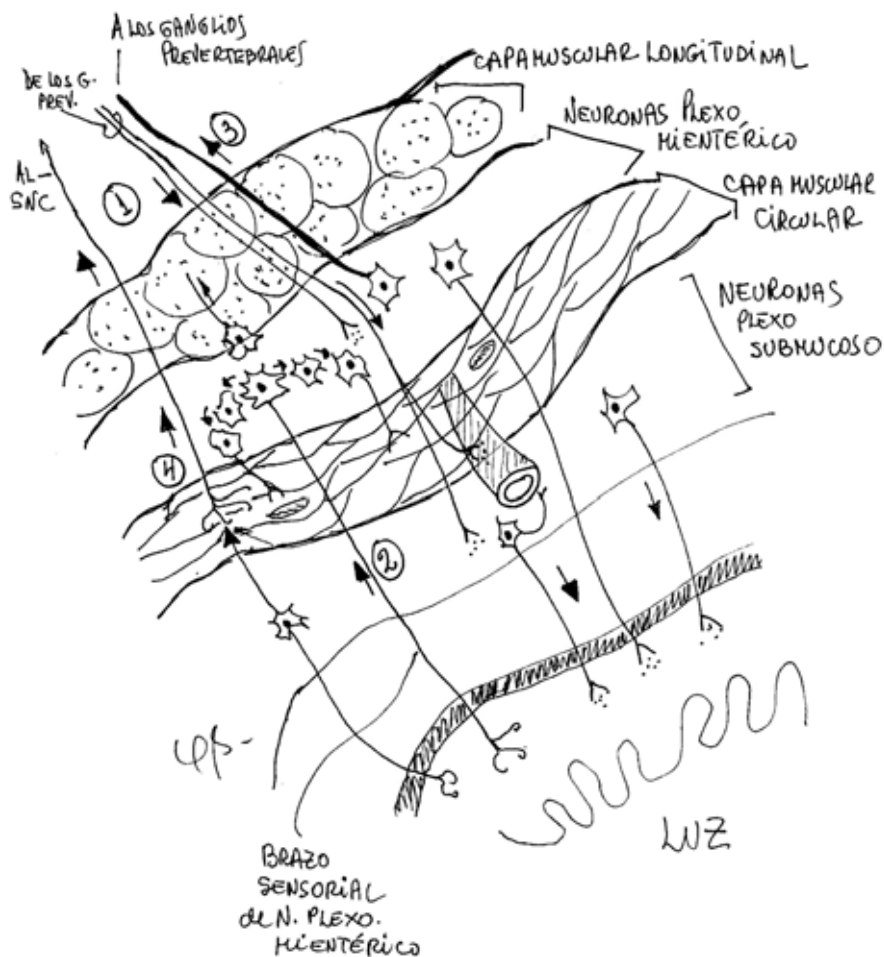 A LOS GANGLIOS
PREVERTEBRALES
DE LOS G.
PREV.
AL
SNC
CAPA MUSCULAR LONGITUDINAL
NEURONAS PLEXO
MIENTÉRICO
CAPA MUSCULAR
CIRCULAR
NEURONAS
PLEXO
SUBMUCOSO
1
3
4
2
LUZ
BRAZO
SENSORIAL
de N. PLEXO.
MIENTÉRICO